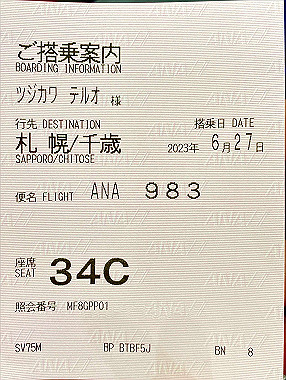 ご搭乗案内
BOARDING INFORMATION
ツジカワ テルオ 様
行先 DESTINATION 搭乗日 DATE
札 幌/千歳 2023年 6月27日
SAPPORO/CHITOSE
便名 FLIGHT ANA 983
座席 SEAT 34C
照会番号 MF8GPP01
SV75M BP BTBF5J BN 8